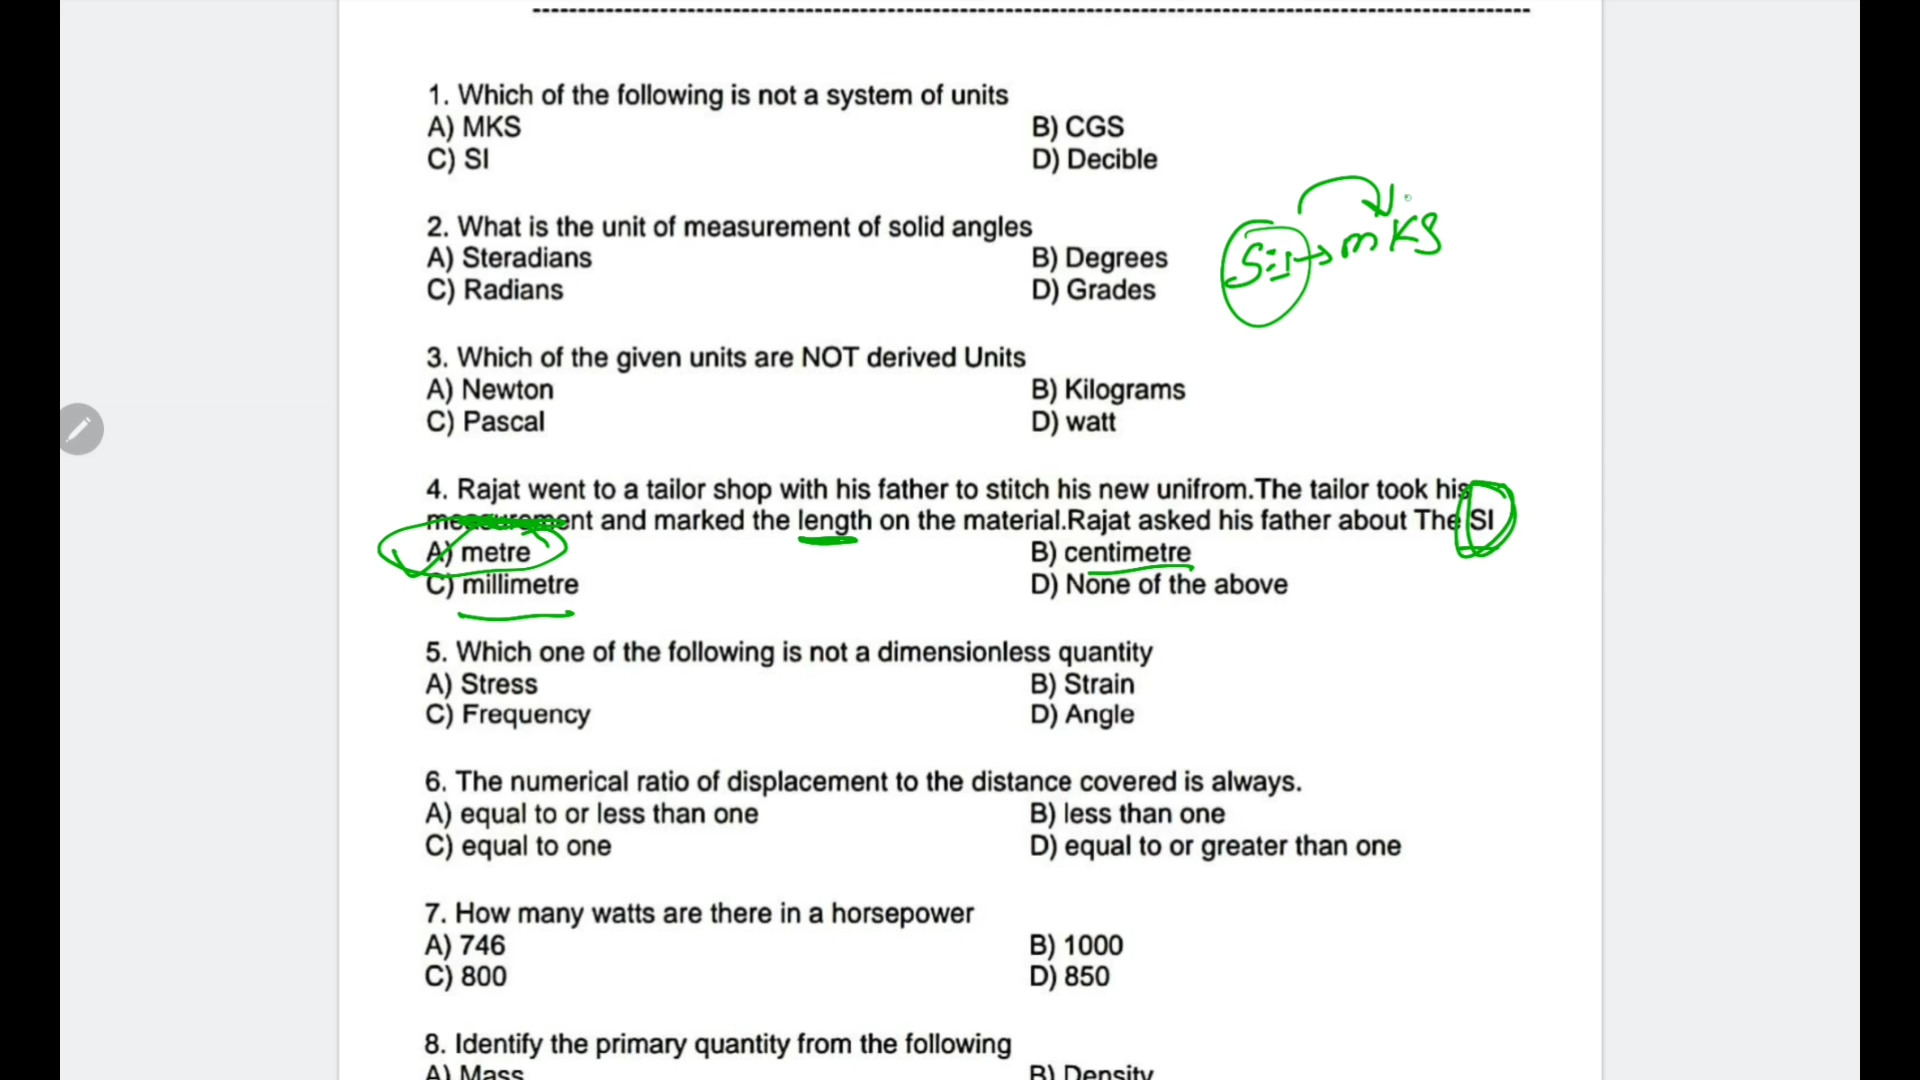 1. Which of the following is not a system of units
A) MKS B) CGS
C) SI D) Decible
2. What is the unit of measurement of solid angles
A) Steradians B) Degrees
C) Radians D) Grades
S:I → mKS
3. Which of the given units are NOT derived Units
A) Newton B) Kilograms
C) Pascal D) watt
4. Rajat went to a tailor shop with his father to stitch his new unifrom.The tailor took his
measurement and marked the length on the material.Rajat asked his father about The SI
A) metre B) centimetre
C) millimetre D) None of the above
5. Which one of the following is not a dimensionless quantity
A) Stress B) Strain
C) Frequency D) Angle
6. The numerical ratio of displacement to the distance covered is always.
A) equal to or less than one B) less than one
C) equal to one D) equal to or greater than one
7. How many watts are there in a horsepower
A) 746 B) 1000
C) 800 D) 850
8. Identify the primary quantity from the following
A) Mass B) Density